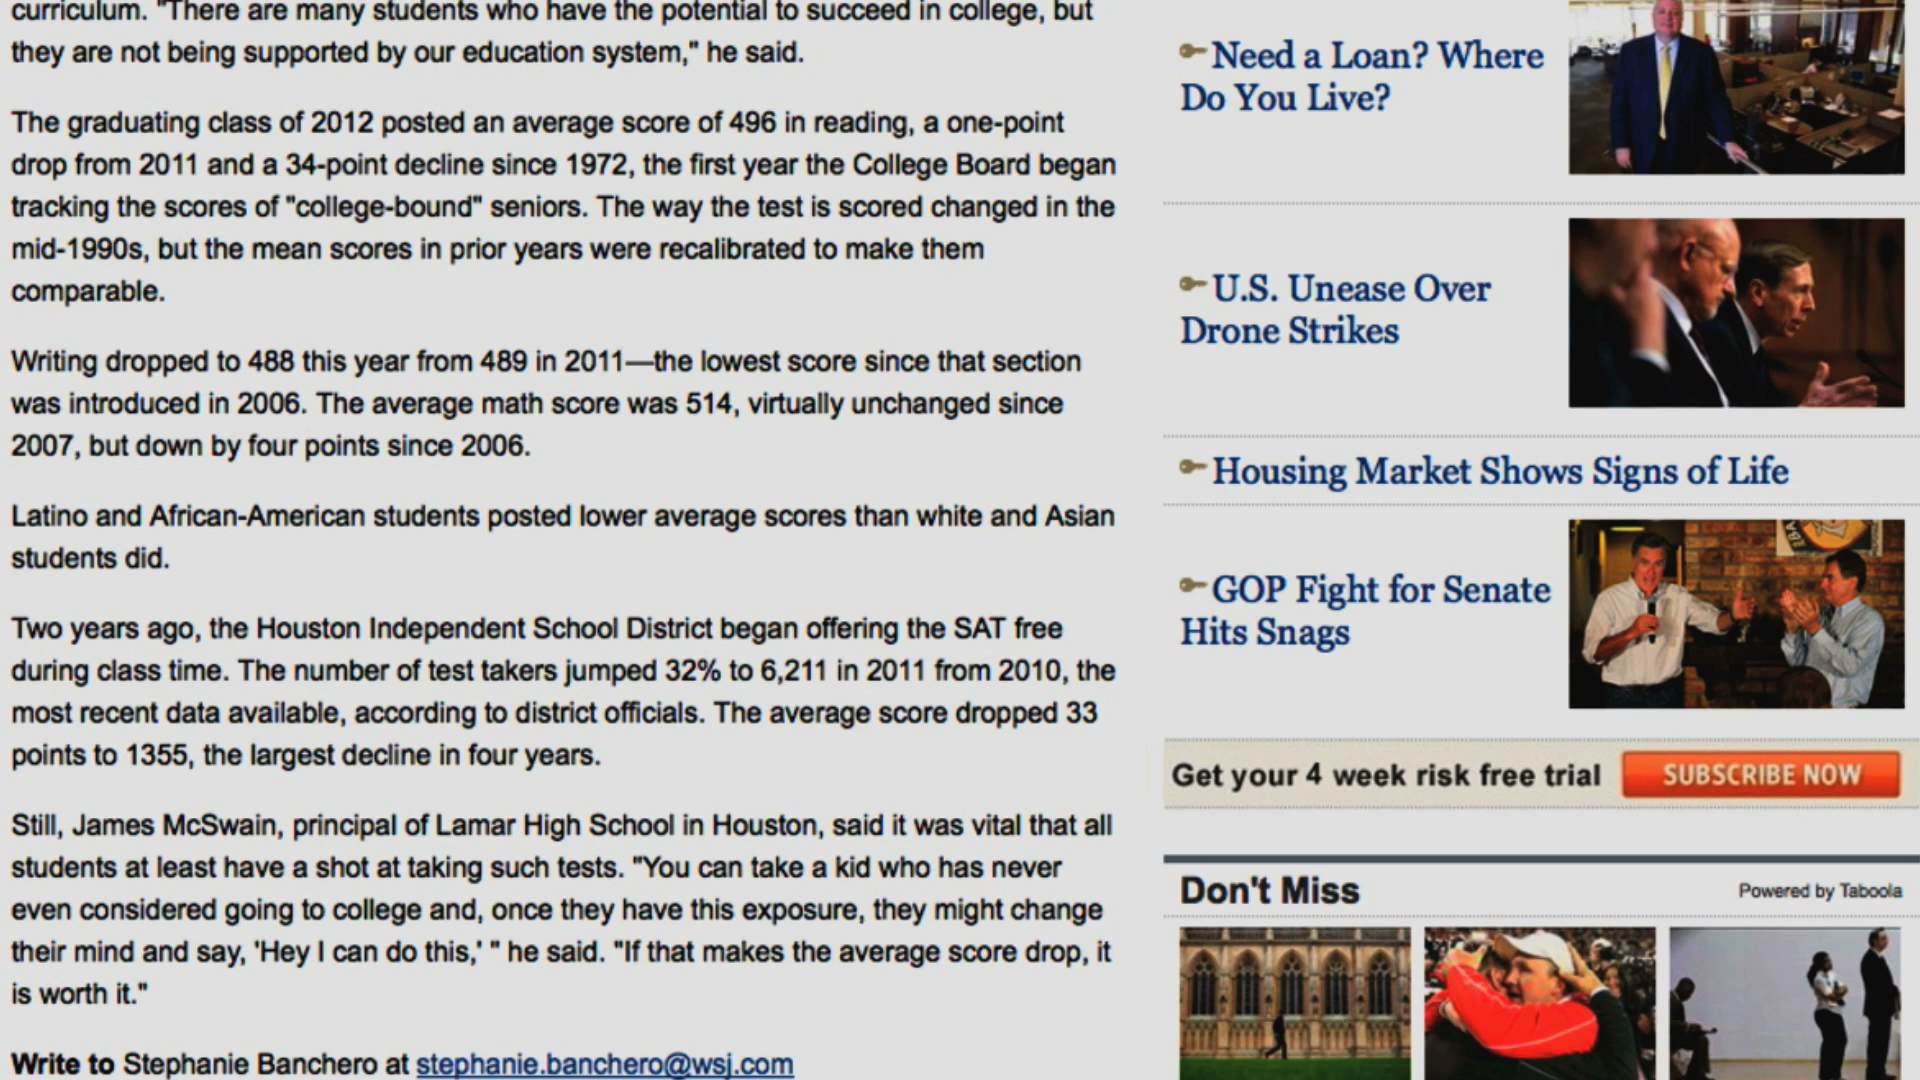 curriculum. "There are many students who have the potential to succeed in college, but
they are not being supported by our education system," he said.
The graduating class of 2012 posted an average score of 496 in reading, a one-point
drop from 2011 and a 34-point decline since 1972, the first year the College Board began
tracking the scores of "college-bound" seniors. The way the test is scored changed in the
mid-1990s, but the mean scores in prior years were recalibrated to make them
comparable.
Writing dropped to 488 this year from 489 in 2011—the lowest score since that section
was introduced in 2006. The average math score was 514, virtually unchanged since
2007, but down by four points since 2006.
Latino and African-American students posted lower average scores than white and Asian
students did.
Two years ago, the Houston Independent School District began offering the SAT free
during class time. The number of test takers jumped 32% to 6,211 in 2011 from 2010, the
most recent data available, according to district officials. The average score dropped 33
points to 1355, the largest decline in four years.
Still, James McSwain, principal of Lamar High School in Houston, said it was vital that all
students at least have a shot at taking such tests. "You can take a kid who has never
even considered going to college and, once they have this exposure, they might change
their mind and say, 'Hey I can do this,' " he said. "If that makes the average score drop, it
is worth it."
Write to Stephanie Banchero at stephanie.banchero@wsj.com
Need a Loan? Where
Do You Live?
U.S. Unease Over
Drone Strikes
Housing Market Shows Signs of Life
GOP Fight for Senate
Hits Snags
Get your 4 week risk free trial
SUBSCRIBE NOW
Don't Miss
Powered by Taboola